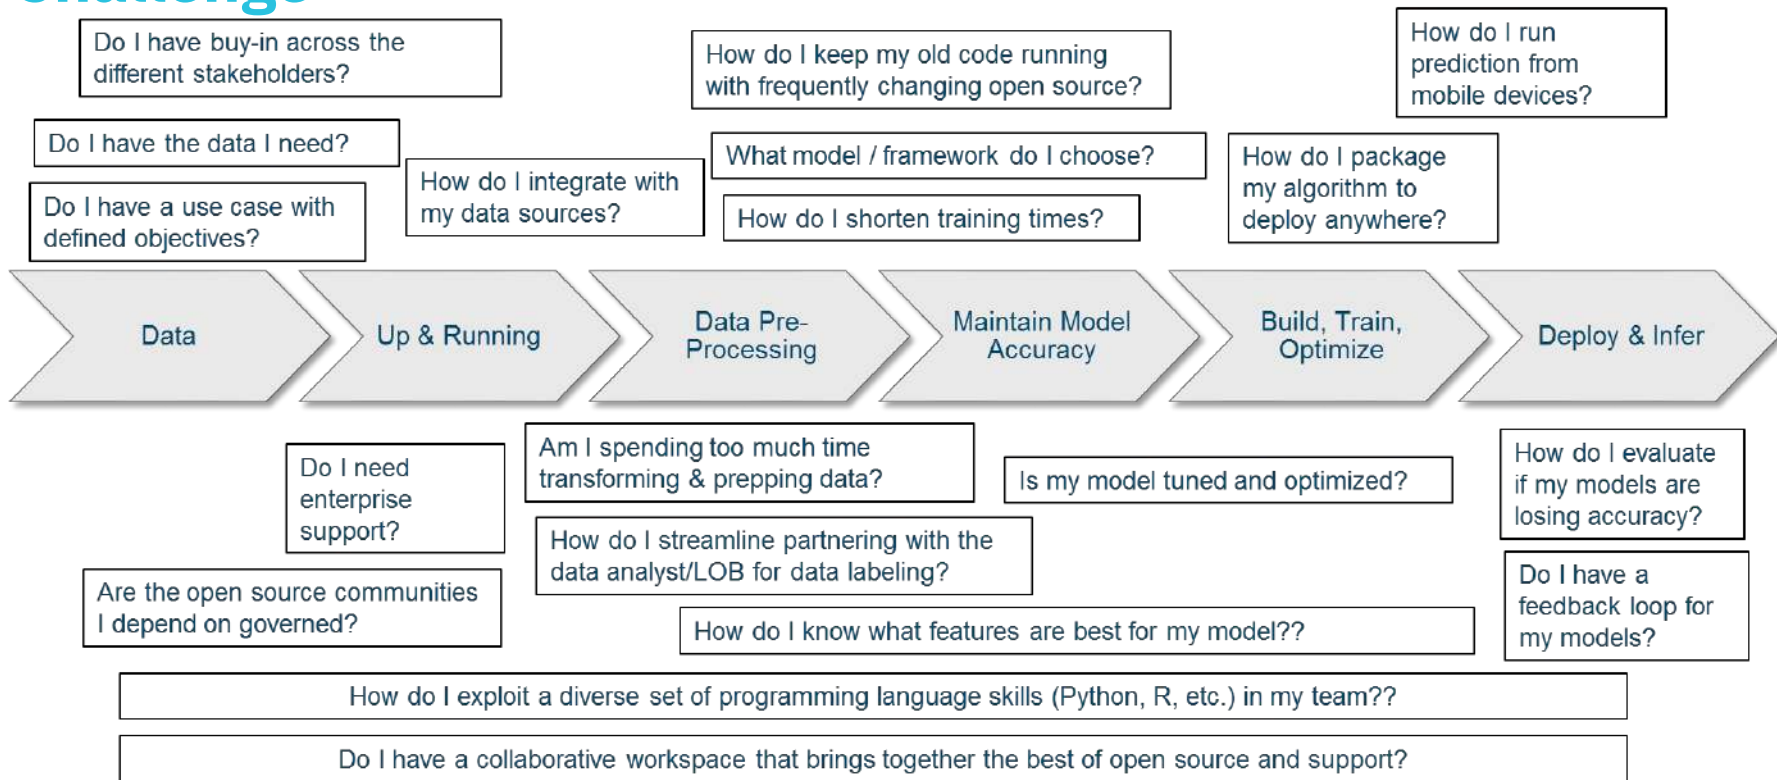 Challenge
Do I have buy-in across the
different stakeholders?
How do I keep my old code running
with frequently changing open source?
How do I run
prediction from
mobile devices?
Do I have the data I need?
What model / framework do I choose?
How do I package
my algorithm to
deploy anywhere?
How do I integrate with
my data sources?
Do I have a use case with
defined objectives?
How do I shorten training times?
Data
Up & Running
Data Pre-
Processing
Maintain Model
Accuracy
Build, Train,
Optimize
Deploy & Infer
Do I need
enterprise
support?
Am I spending too much time
transforming & prepping data?
Is my model tuned and optimized?
How do I evaluate
if my models are
losing accuracy?
How do I streamline partnering with the
data analyst/LOB for data labeling?
Are the open source communities
I depend on governed?
Do I have a
feedback loop for
my models?
How do I know what features are best for my model??
How do I exploit a diverse set of programming language skills (Python, R, etc.) in my team??
Do I have a collaborative workspace that brings together the best of open source and support?